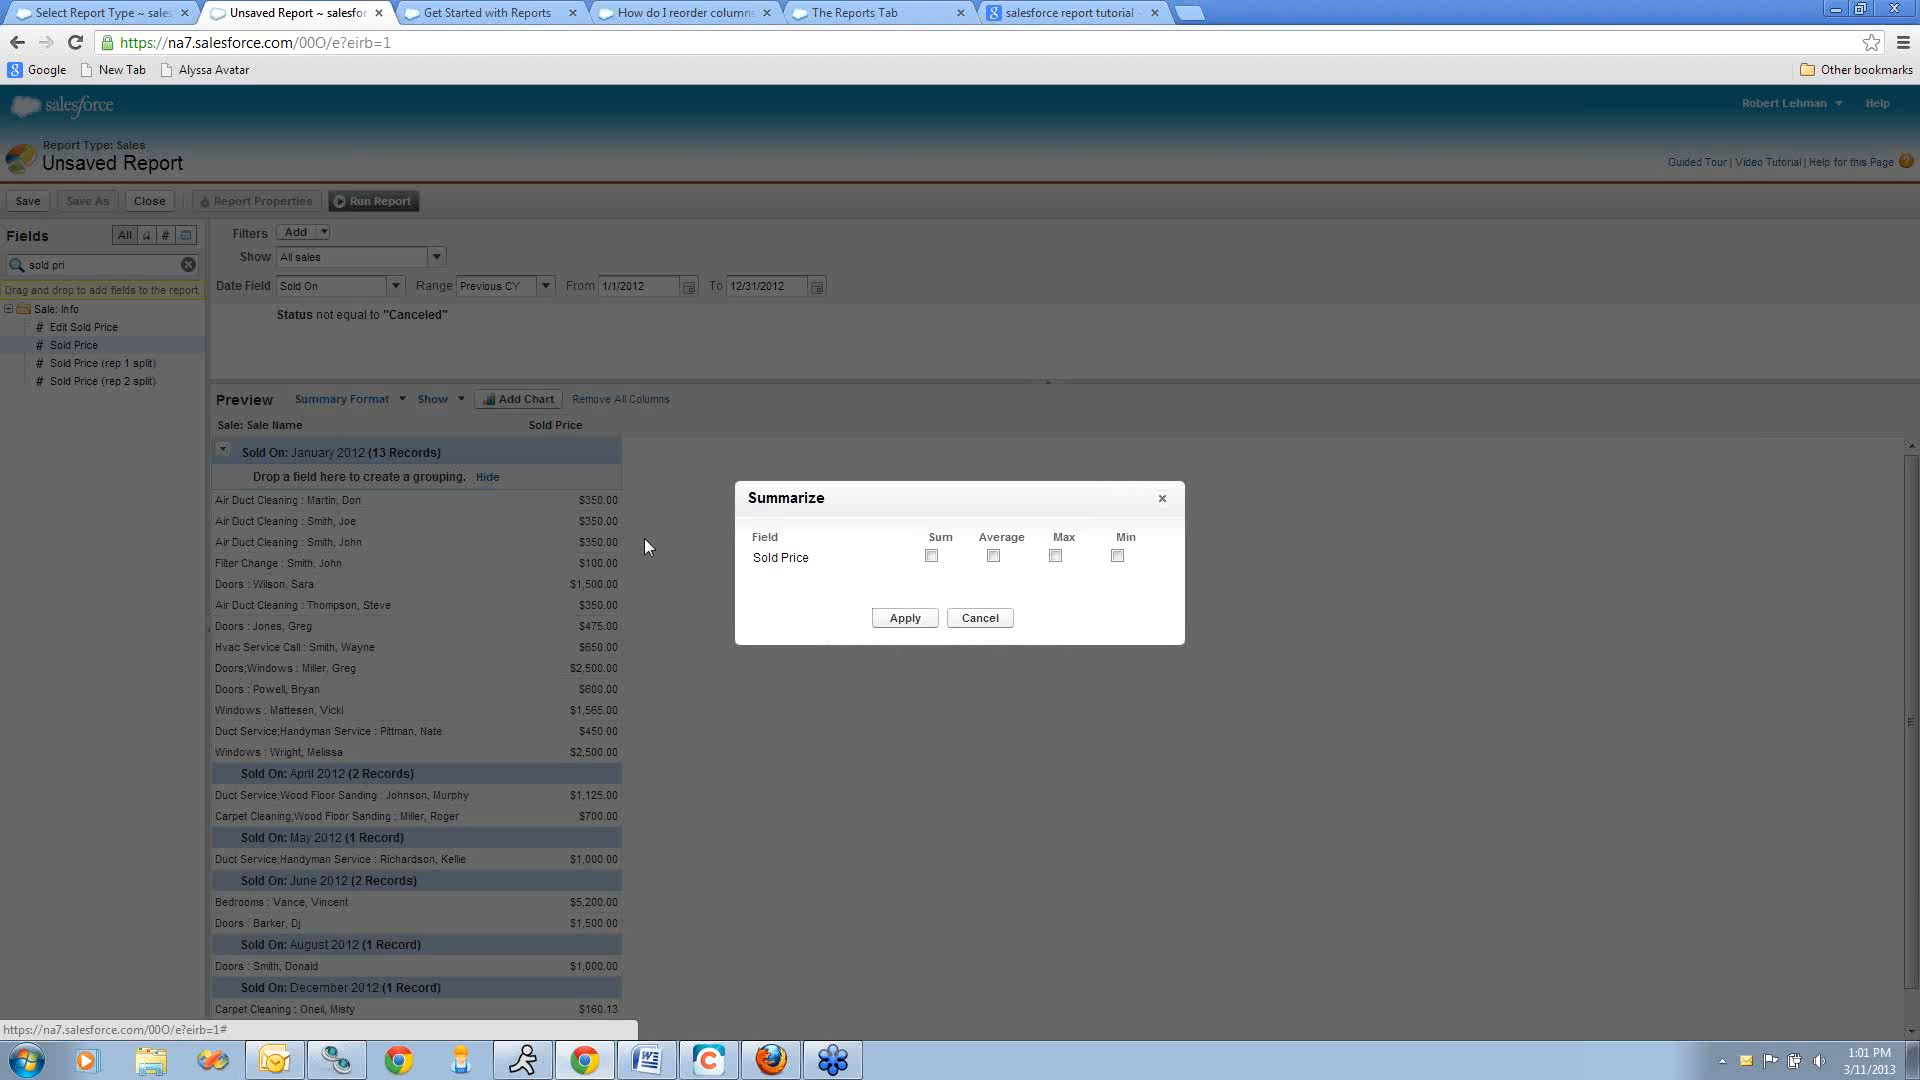 Select Report Type ~ sales
Unsaved Report ~ salesfor
Get Started with Reports
How do I reorder column
The Reports Tab
salesforce report tutorial
https://na7.salesforce.com/00O/e?eirb=1
Google
New Tab
Alyssa Avatar
Other bookmarks
salesforce
Robert Lehman
Help
Report Type: Sales
Unsaved Report
Guided Tour | Video Tutorial | Help for this Page
Save
Save As
Close
Report Properties
Run Report
Fields
All
#
Filters
Add
sold pri
Show
All sales
Drag and drop to add fields to the report.
Date Field
Sold On
Range
Previous CY
From
1/1/2012
To
12/31/2012
Sale: Info
Status not equal to "Canceled"
# Edit Sold Price
# Sold Price
# Sold Price (rep 1 split)
# Sold Price (rep 2 split)
Preview
Summary Format
Show
Add Chart
Remove All Columns
Sale: Sale Name
Sold Price
Sold On: January 2012 (13 Records)
Drop a field here to create a grouping. Hide
Air Duct Cleaning : Martin, Don $350.00
Air Duct Cleaning : Smith, Joe $350.00
Air Duct Cleaning : Smith, John $350.00
Filter Change : Smith, John $100.00
Doors : Wilson, Sara $1,500.00
Air Duct Cleaning : Thompson, Steve $350.00
Doors : Jones, Greg $475.00
Hvac Service Call : Smith, Wayne $650.00
Doors;Windows : Miller, Greg $2,500.00
Doors : Powell, Bryan $600.00
Windows : Mattesen, Vicki $1,565.00
Duct Service;Handyman Service : Pittman, Nate $450.00
Windows : Wright, Melissa $2,500.00
Sold On: April 2012 (2 Records)
Duct Service;Wood Floor Sanding : Johnson, Murphy $1,125.00
Carpet Cleaning;Wood Floor Sanding : Miller, Roger $700.00
Sold On: May 2012 (1 Record)
Duct Service;Handyman Service : Richardson, Kellie $1,000.00
Sold On: June 2012 (2 Records)
Bedrooms : Vance, Vincent $5,200.00
Doors : Barker, Dj $1,500.00
Sold On: August 2012 (1 Record)
Doors : Smith, Donald $1,000.00
Sold On: December 2012 (1 Record)
Carpet Cleaning : Oneil, Misty $160.13
Summarize
Field Sum Average Max Min
Sold Price
Apply
Cancel
https://na7.salesforce.com/00O/e?eirb=1#
1:01 PM
3/11/2013